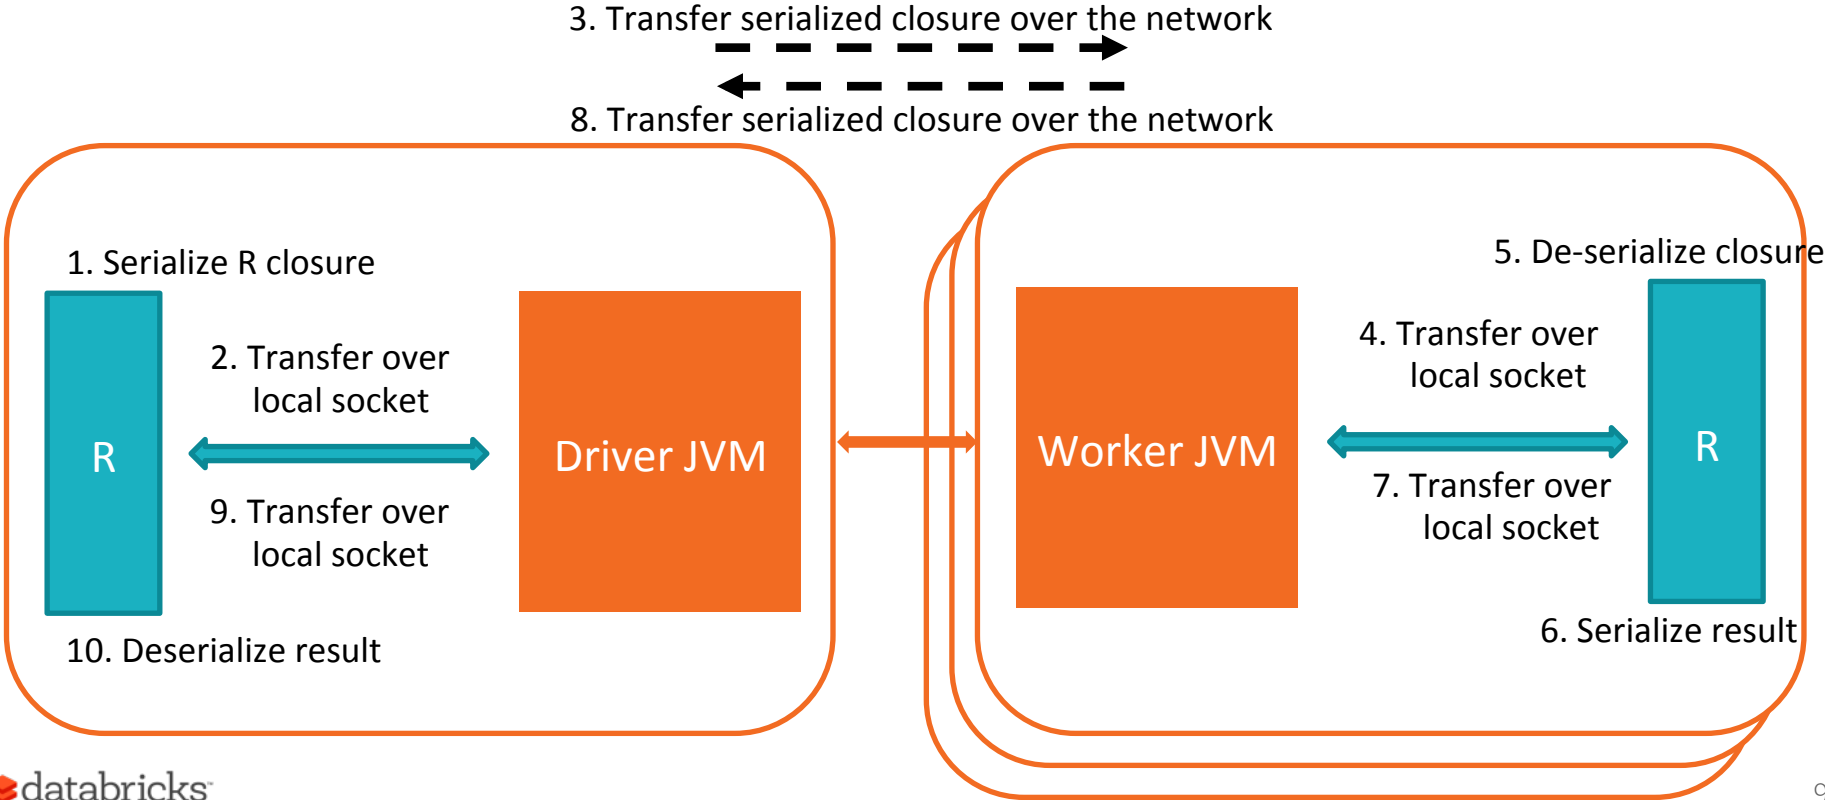 3. Transfer serialized closure over the network
8. Transfer serialized closure over the network
1. Serialize R closure
2. Transfer over
local socket
R
Driver JVM
9. Transfer over
local socket
10. Deserialize result
5. De-serialize closure
4. Transfer over
local socket
Worker JVM
R
7. Transfer over
local socket
6. Serialize result
databricks